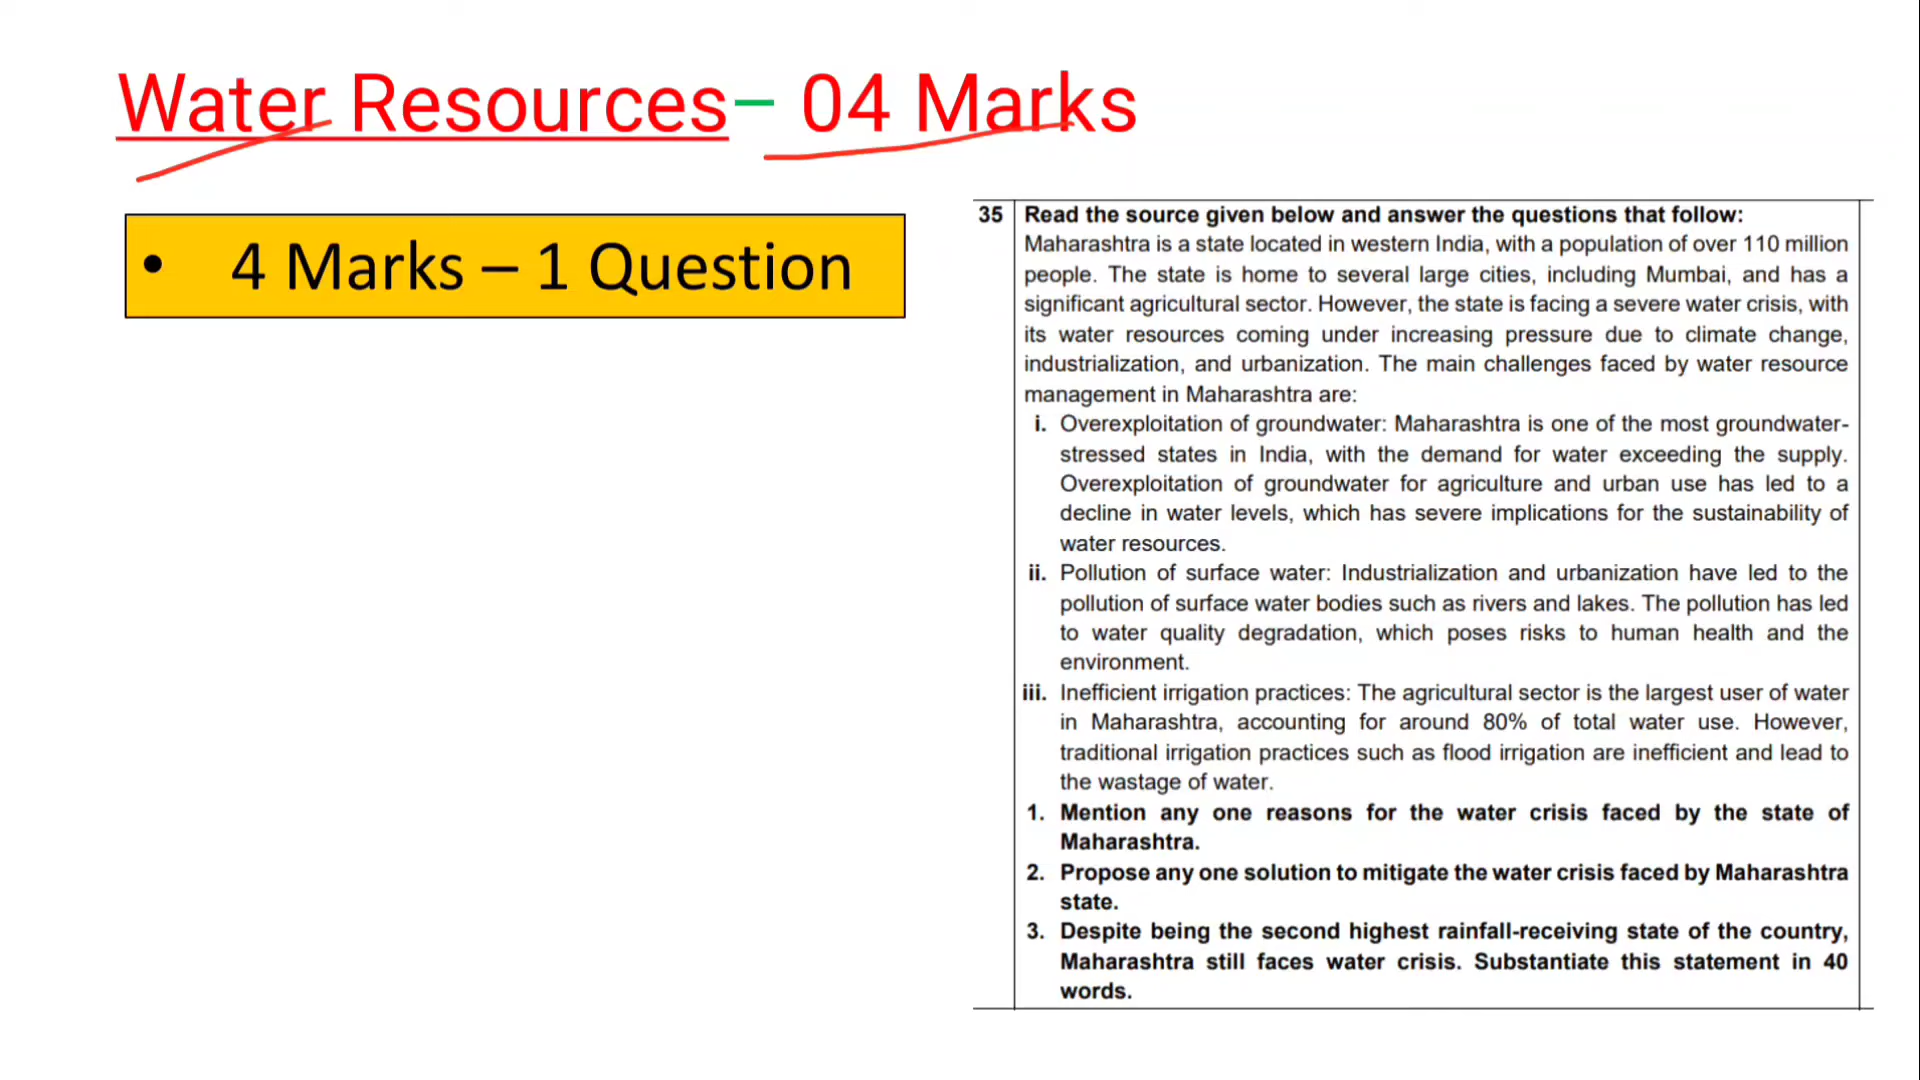 Water Resources– 04 Marks
• 4 Marks – 1 Question
35 Read the source given below and answer the questions that follow:
Maharashtra is a state located in western India, with a population of over 110 million
people. The state is home to several large cities, including Mumbai, and has a
significant agricultural sector. However, the state is facing a severe water crisis, with
its water resources coming under increasing pressure due to climate change,
industrialization, and urbanization. The main challenges faced by water resource
management in Maharashtra are:
i. Overexploitation of groundwater: Maharashtra is one of the most groundwater-
stressed states in India, with the demand for water exceeding the supply.
Overexploitation of groundwater for agriculture and urban use has led to a
decline in water levels, which has severe implications for the sustainability of
water resources.
ii. Pollution of surface water: Industrialization and urbanization have led to the
pollution of surface water bodies such as rivers and lakes. The pollution has led
to water quality degradation, which poses risks to human health and the
environment.
iii. Inefficient irrigation practices: The agricultural sector is the largest user of water
in Maharashtra, accounting for around 80% of total water use. However,
traditional irrigation practices such as flood irrigation are inefficient and lead to
the wastage of water.
1. Mention any one reasons for the water crisis faced by the state of
Maharashtra.
2. Propose any one solution to mitigate the water crisis faced by Maharashtra
state.
3. Despite being the second highest rainfall-receiving state of the country,
Maharashtra still faces water crisis. Substantiate this statement in 40
words.